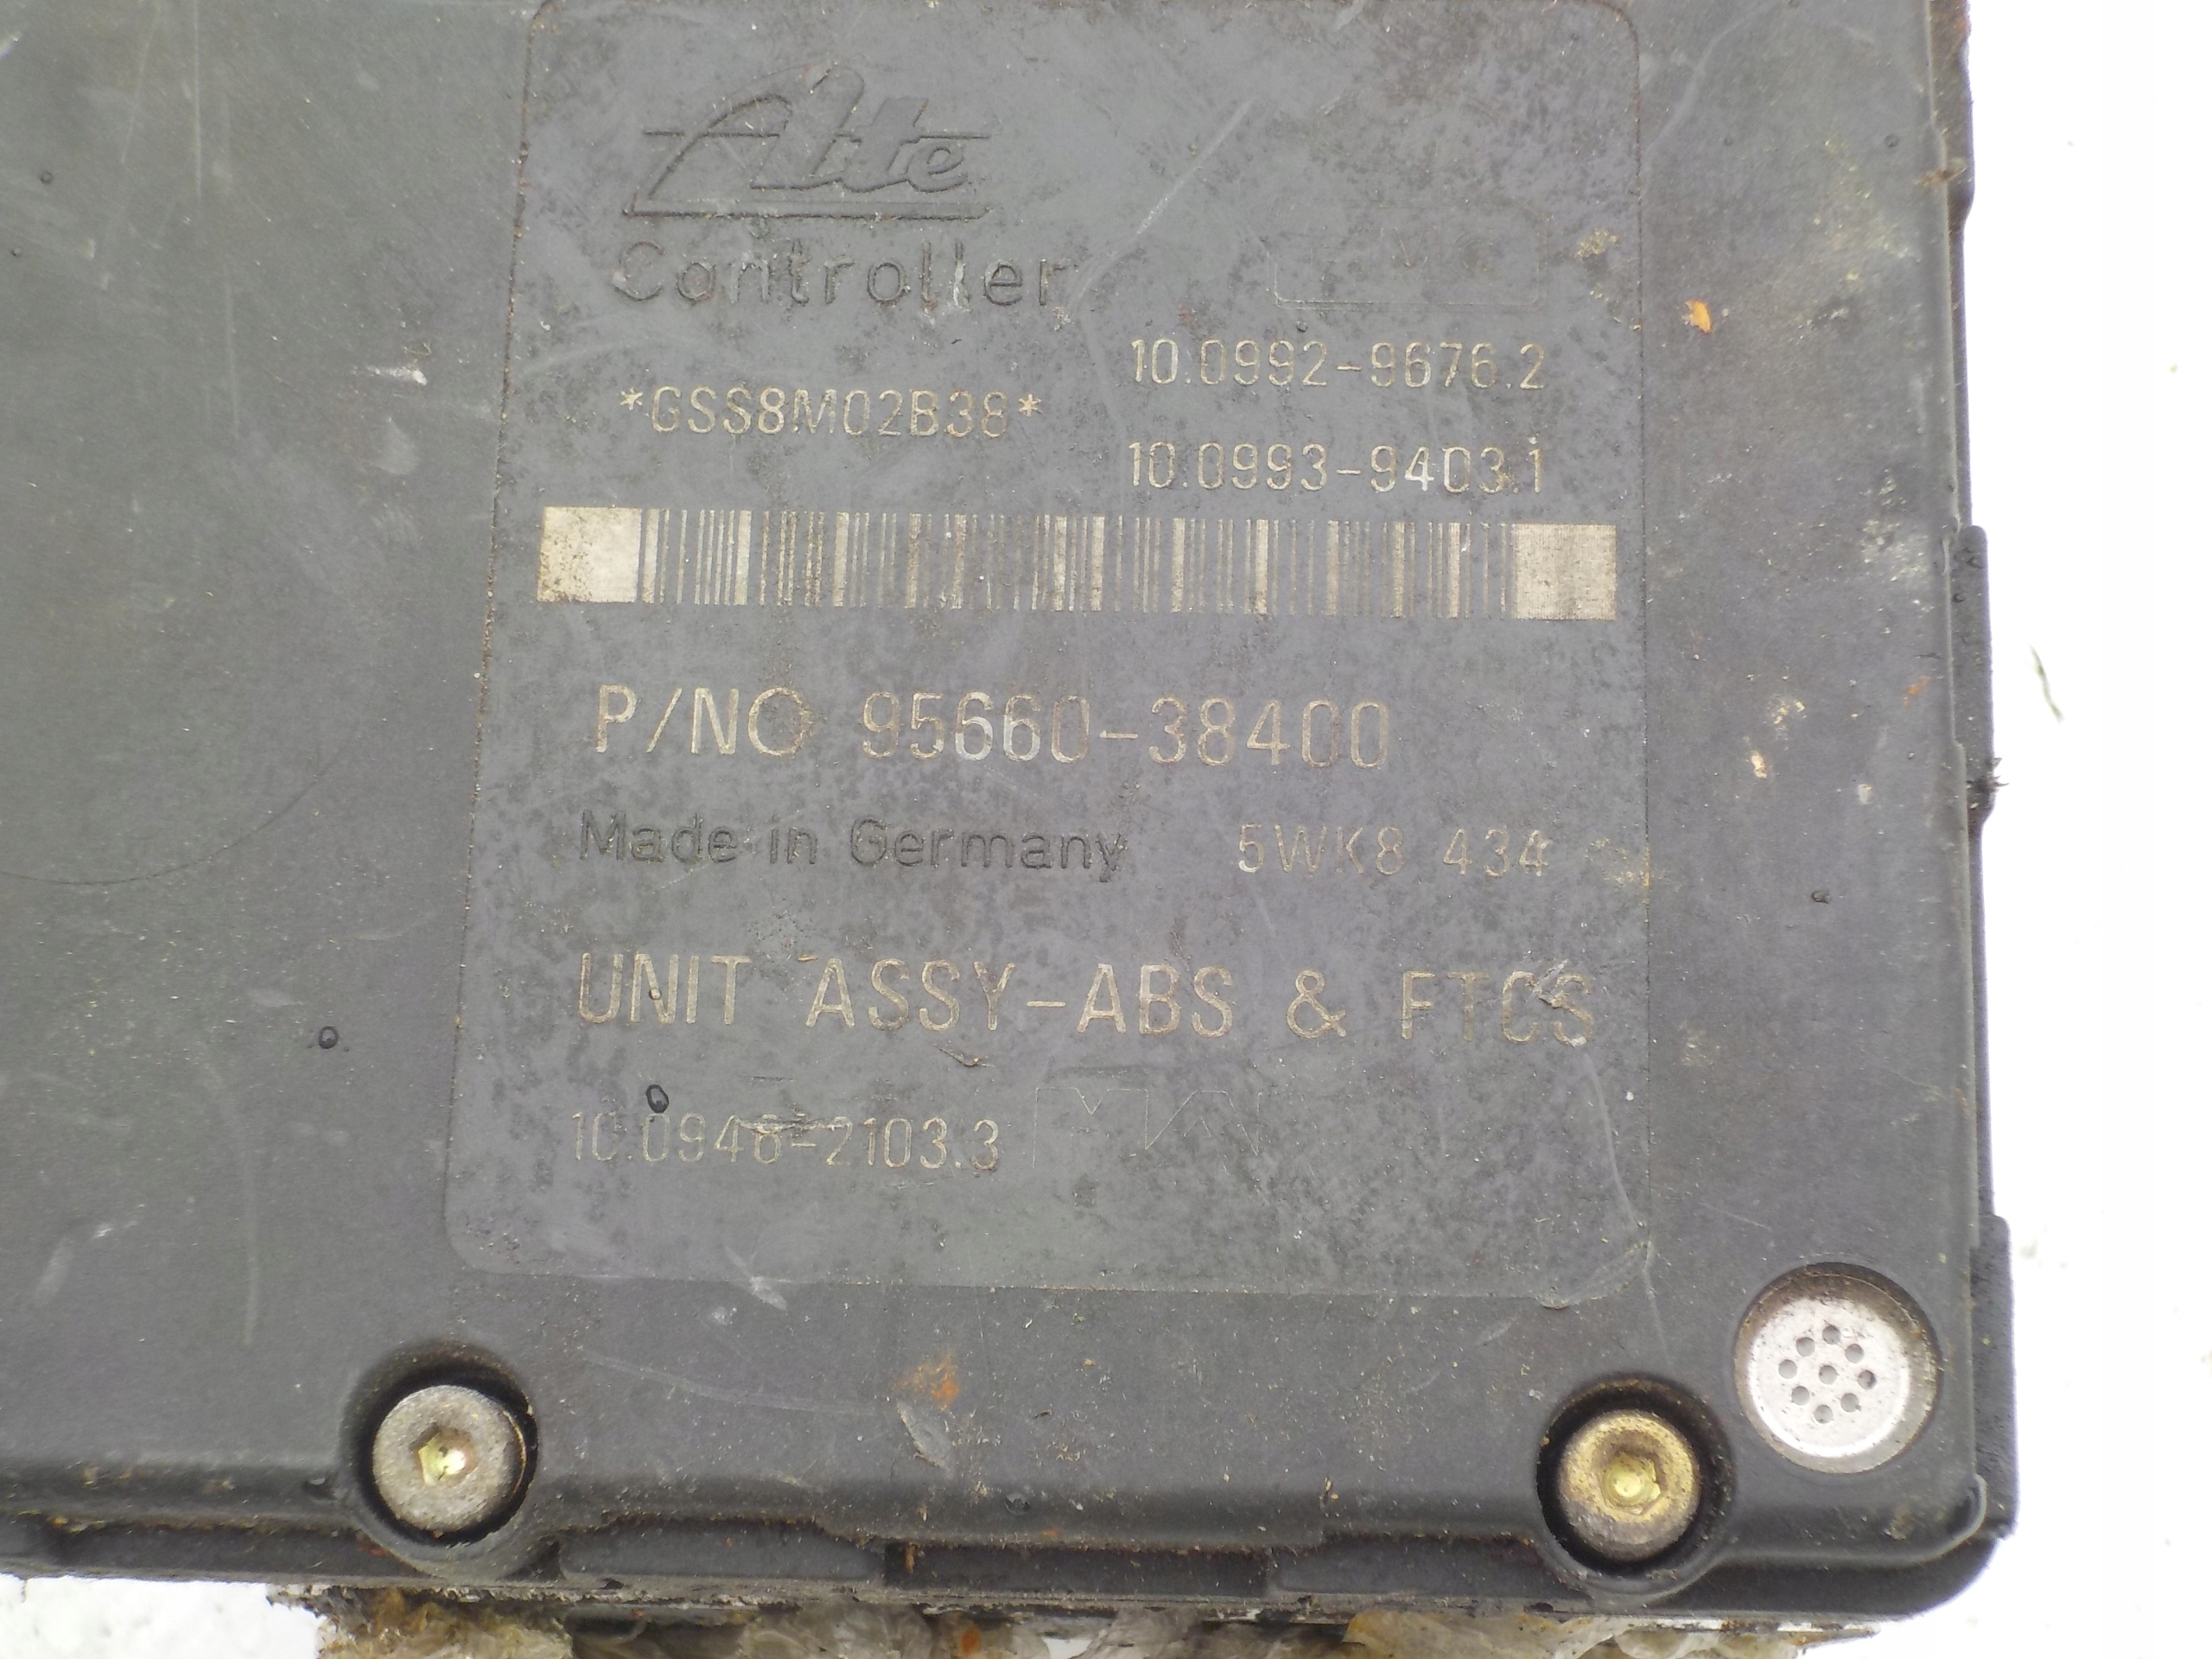 Ate
Controller
10.0992-9676.2
*GSS8M02B38*
10.0993-9403.1
P/NO 95660-38400
Made in Germany 5WK8 434
UNIT ASSY-ABS & FTCS
10.0946-2103.3